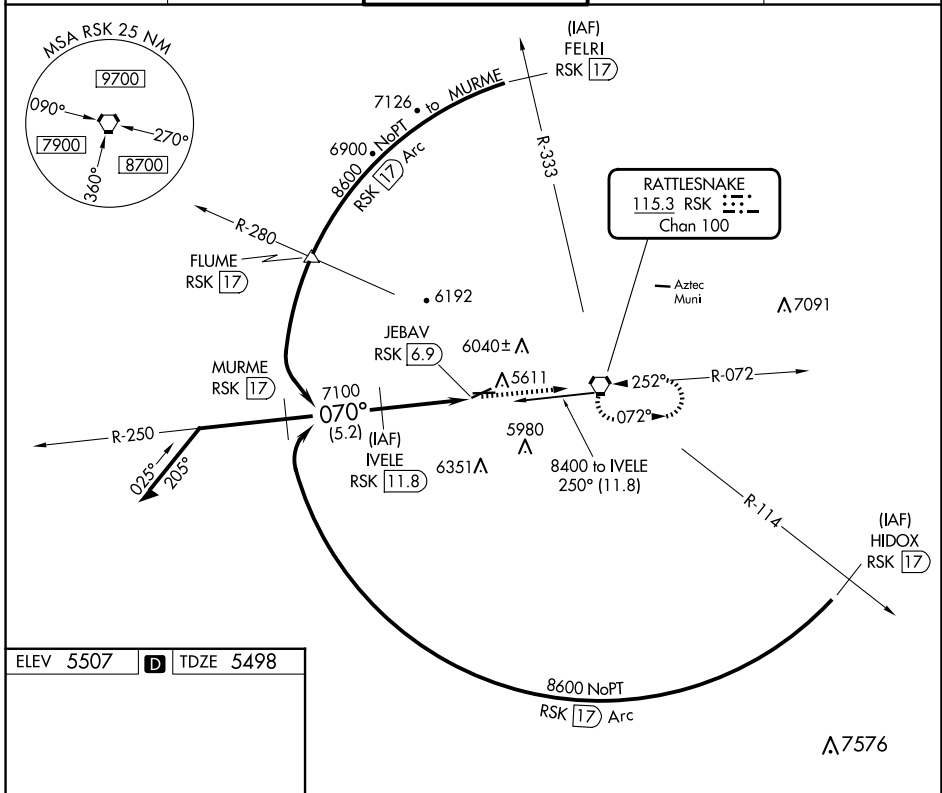 MSA RSK 25 NM
9700
090°
270°
7900
8700
360°
(IAF)
FELRI
RSK 17
7126
6900
8600 NoPT to MURME
RSK 17 Arc
R-333
RATTLESNAKE
115.3 RSK
Chan 100
R-280
FLUME
RSK 17
6192
Aztec
Muni
7091
JEBAV
RSK 6.9
6040±
MURME
RSK 17
7100
070°
(5.2)
5611
252°
R-072
072°
R-250
(IAF)
IVELE
RSK 11.8
6351
5980
8400 to IVELE
250° (11.8)
025°
205°
R-114
(IAF)
HIDOX
RSK 17
ELEV 5507 D TDZE 5498
8600 NoPT
RSK 17 Arc
7576